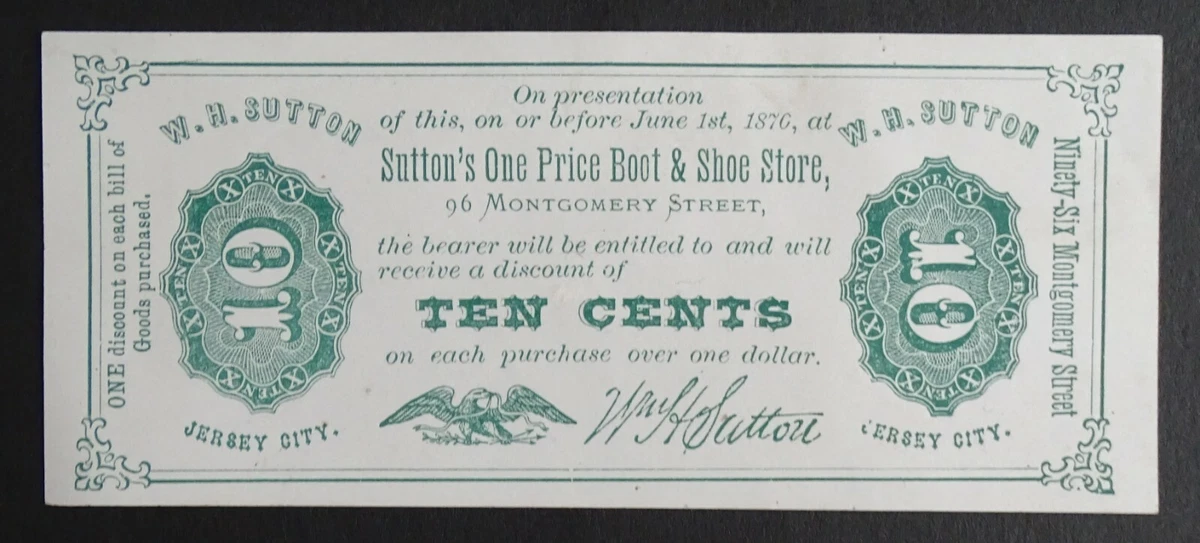 ONE discount on each bill of
Goods purchased.
W. H. SUTTON
TEN
X
X
TEN
X
X
TEN
X
X
TEN
X
X
10
JERSEY CITY.
On presentation
of this, on or before June 1st, 1876, at
Sutton's One Price Boot & Shoe Store,
96 MONTGOMERY STREET,
the bearer will be entitled to and will
receive a discount of
TEN CENTS
on each purchase over one dollar.
Wm H Sutton
W. H. SUTTON
TEN
X
X
TEN
X
X
TEN
X
X
TEN
X
X
10
JERSEY CITY.
Ninety-Six Montgomery Street